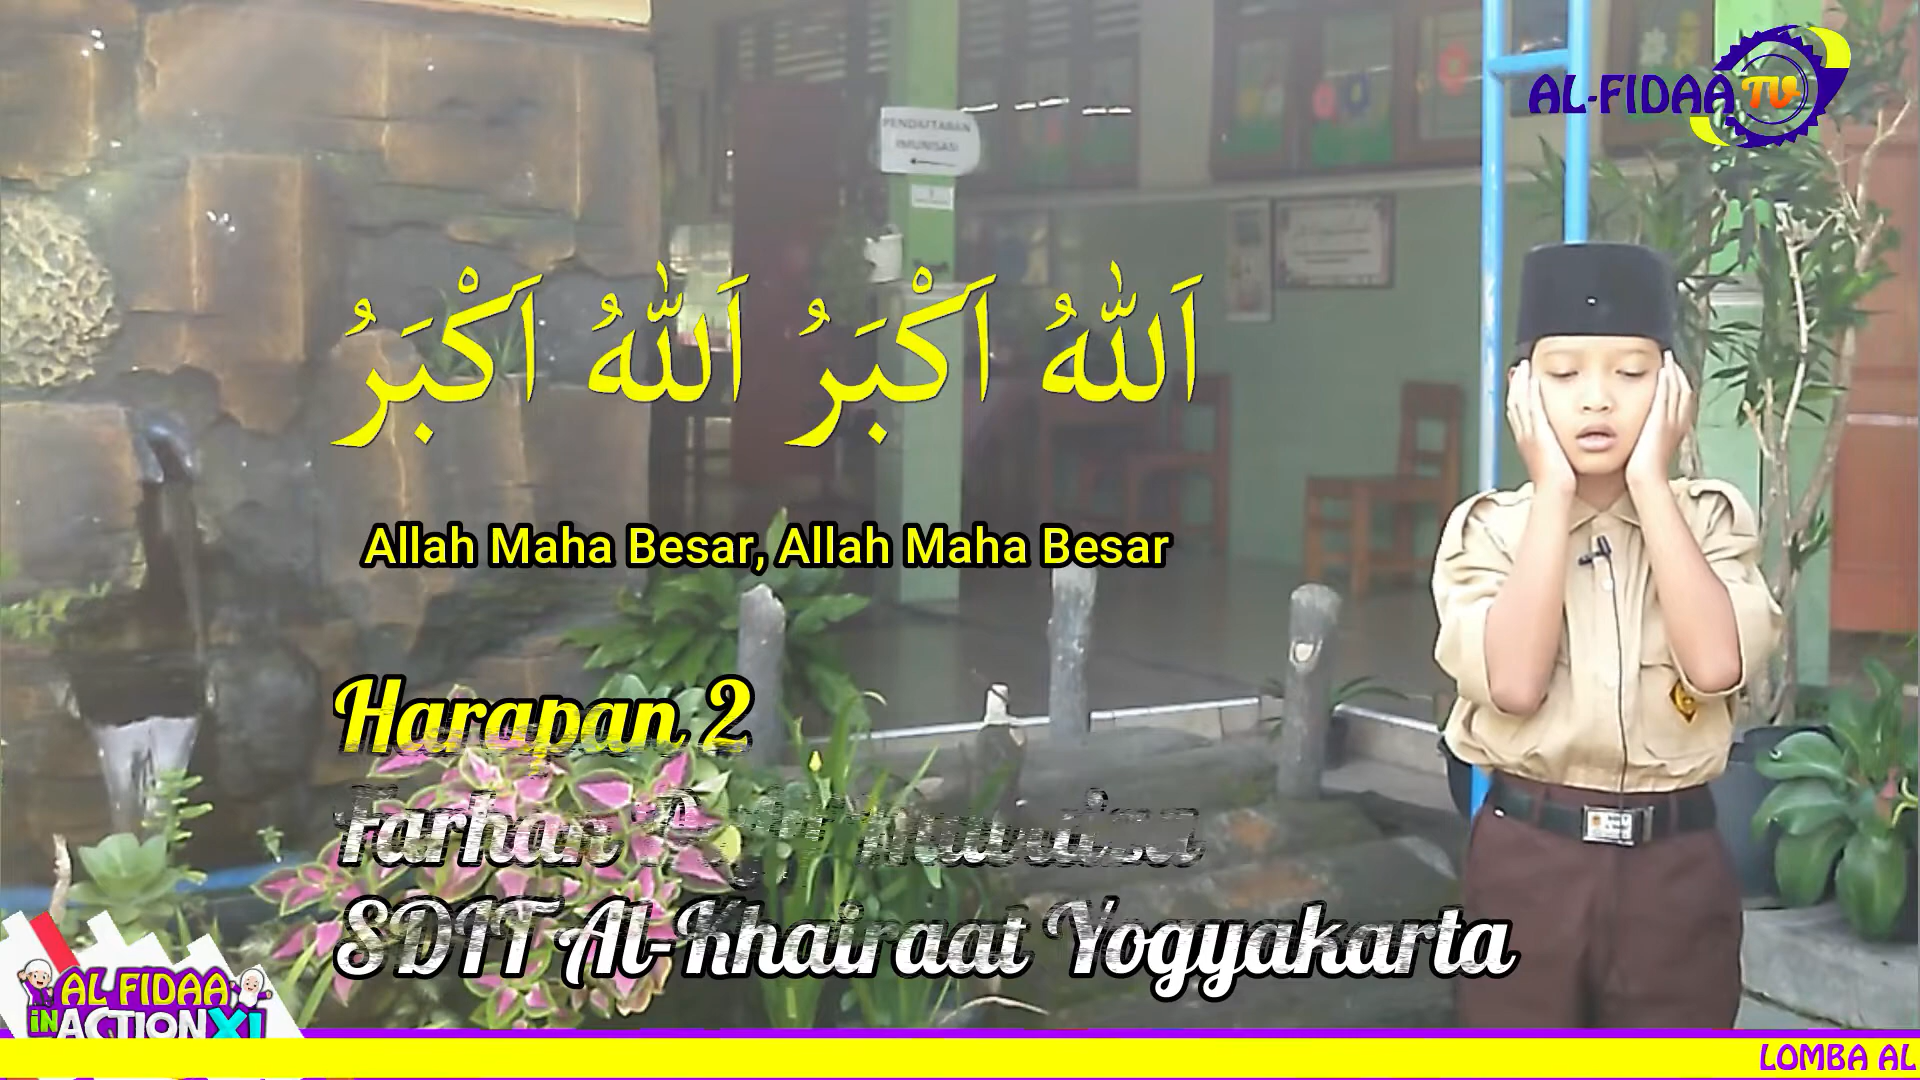 AL-FIDAA TV
PENDAFTARAN
IMUNISASI
اَللّٰهُ اَكْبَرُ اَللّٰهُ اَكْبَرُ
Allah Maha Besar, Allah Maha Besar
Harapan 2
Farhan
SDIT Al-Khairaat Yogyakarta
AL FIDAA
iN ACTION XI
LOMBA AL